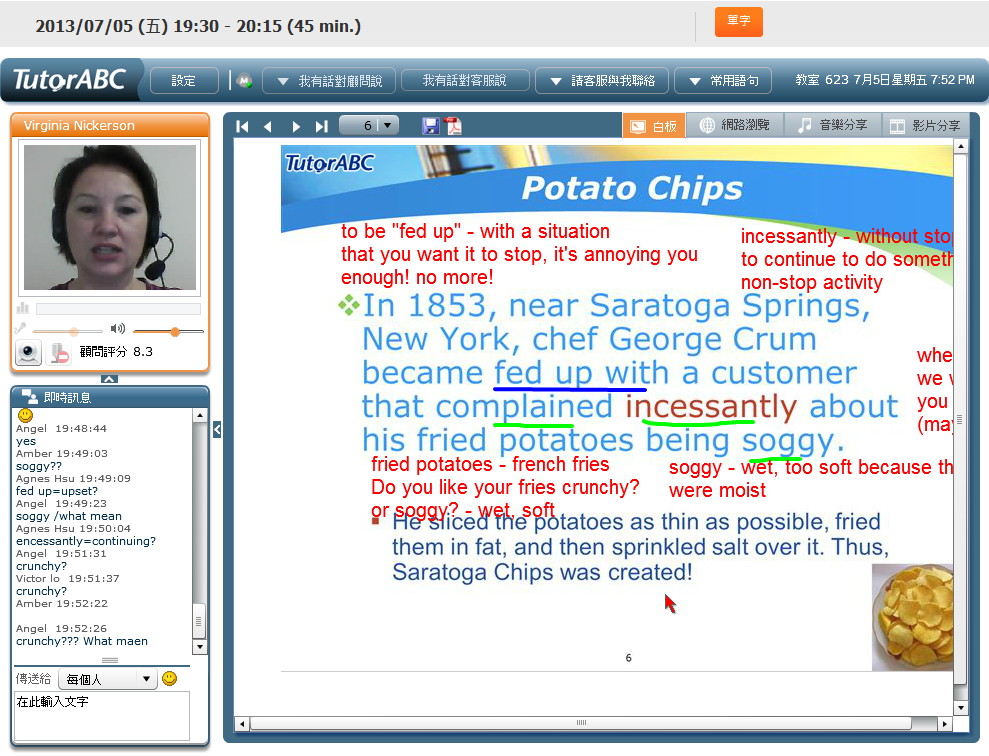 2013/07/05 (五) 19:30 - 20:15 (45 min.)
單字
TutorABC
設定
我有話對顧問說
我有話對客服說
請客服與我聯絡
常用語句
教室 623 7月5日星期五 7:52 PM
Virginia Nickerson
顧問評分 8.3
即時訊息
Angel 19:48:44
yes
Amber 19:49:03
soggy??
Agnes Hsu 19:49:09
fed up=upset?
Angel 19:49:23
soggy /what mean
Agnes Hsu 19:50:04
encessantly=continuing?
Angel 19:51:31
crunchy?
Victor lo 19:51:37
crunchy?
Amber 19:52:22
Angel 19:52:26
crunchy??? What maen
傳送給
每個人
在此輸入文字
6
白板
網路瀏覽
音樂分享
影片分享
TutorABC
Potato Chips
to be "fed up" - with a situation
that you want it to stop, it's annoying you
enough! no more!
incessantly - without stop
to continue to do someth
non-stop activity
In 1853, near Saratoga Springs,
New York, chef George Crum
became fed up with a customer
that complained incessantly about
his fried potatoes being soggy.
whe
we w
you
(may
fried potatoes - french fries
Do you like your fries crunchy?
or soggy? - wet, soft
soggy - wet, too soft because th
were moist
He sliced the potatoes as thin as possible, fried
them in fat, and then sprinkled salt over it. Thus,
Saratoga Chips was created!
6